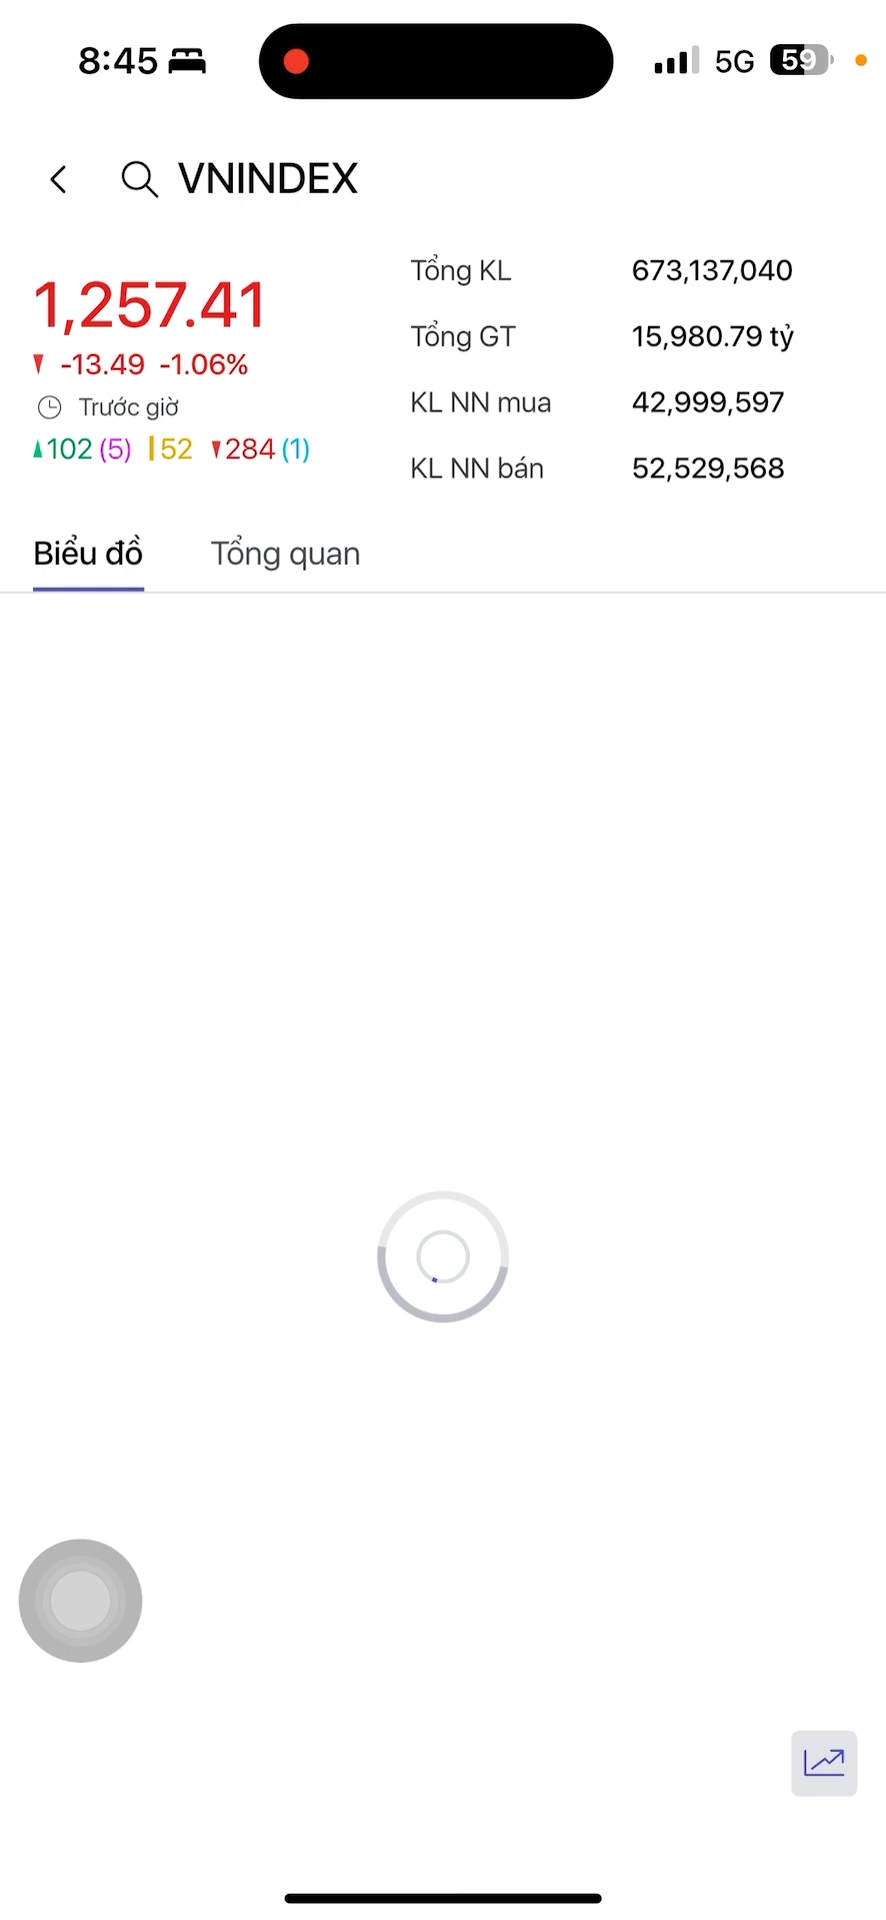 8:45 5G 59
VNINDEX
1,257.41
-13.49 -1.06%
Trước giờ
102 (5) 52 284 (1)
Tổng KL 673,137,040
Tổng GT 15,980.79 tỷ
KL NN mua 42,999,597
KL NN bán 52,529,568
Biểu đồ Tổng quan